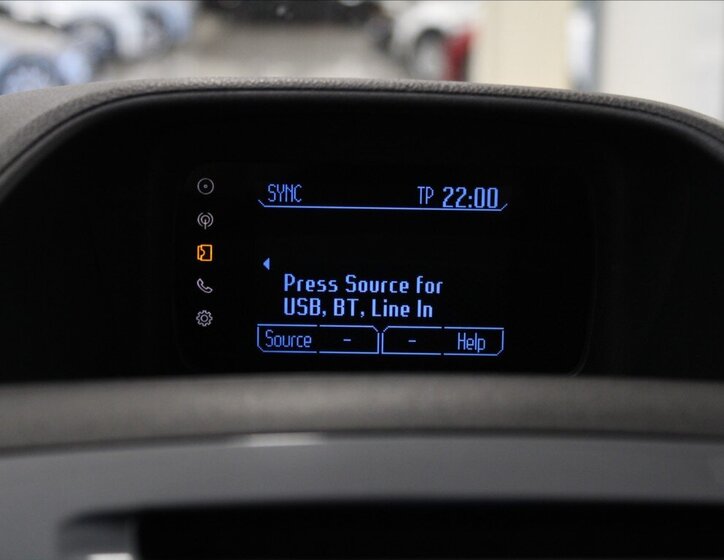 SYNC TP 22:00
Press Source for
USB, BT, Line In
Source - - Help